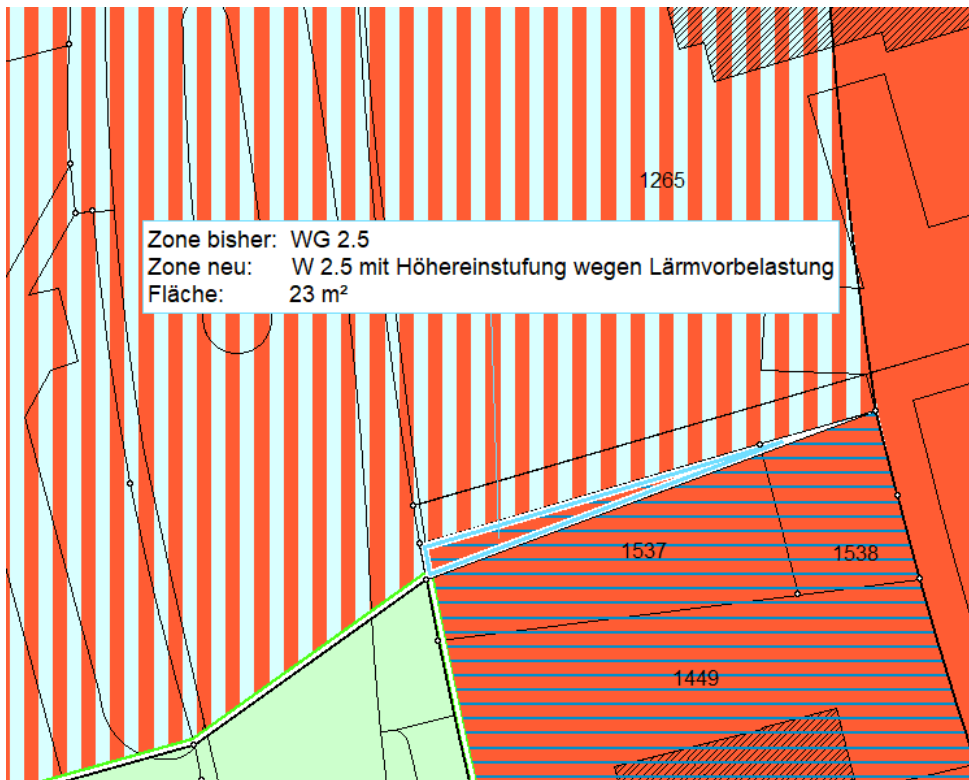 1265
Zone bisher: WG 2.5
Zone neu: W 2.5 mit Höhereinstufung wegen Lärmvorbelastung
Fläche: 23 m²
1537
1538
1449